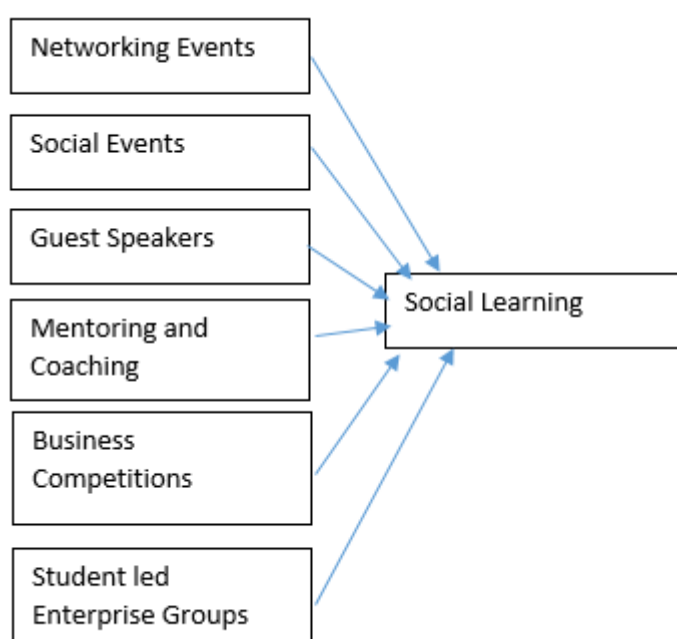 Networking Events
Social Events
Guest Speakers
Mentoring and
Coaching
Business
Competitions
Student led
Enterprise Groups
Social Learning